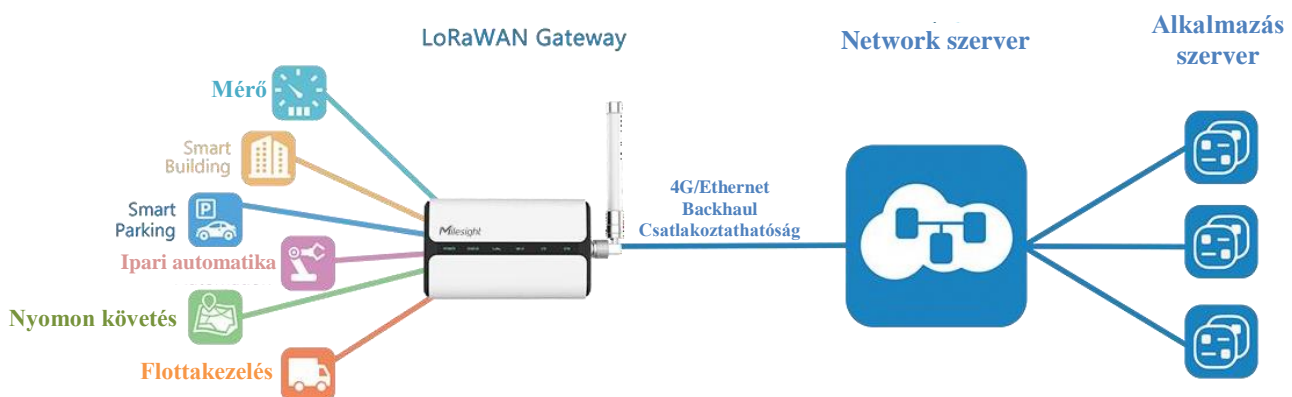 LoRaWAN Gateway
Network szerver
Alkalmazás
szerver
Mérő
Smart
Building
Smart
Parking
P
Ipari automatika
Nyomon követés
Flottakezelés
Milesight
4G/Ethernet
Backhaul
Csatlakoztathatóság